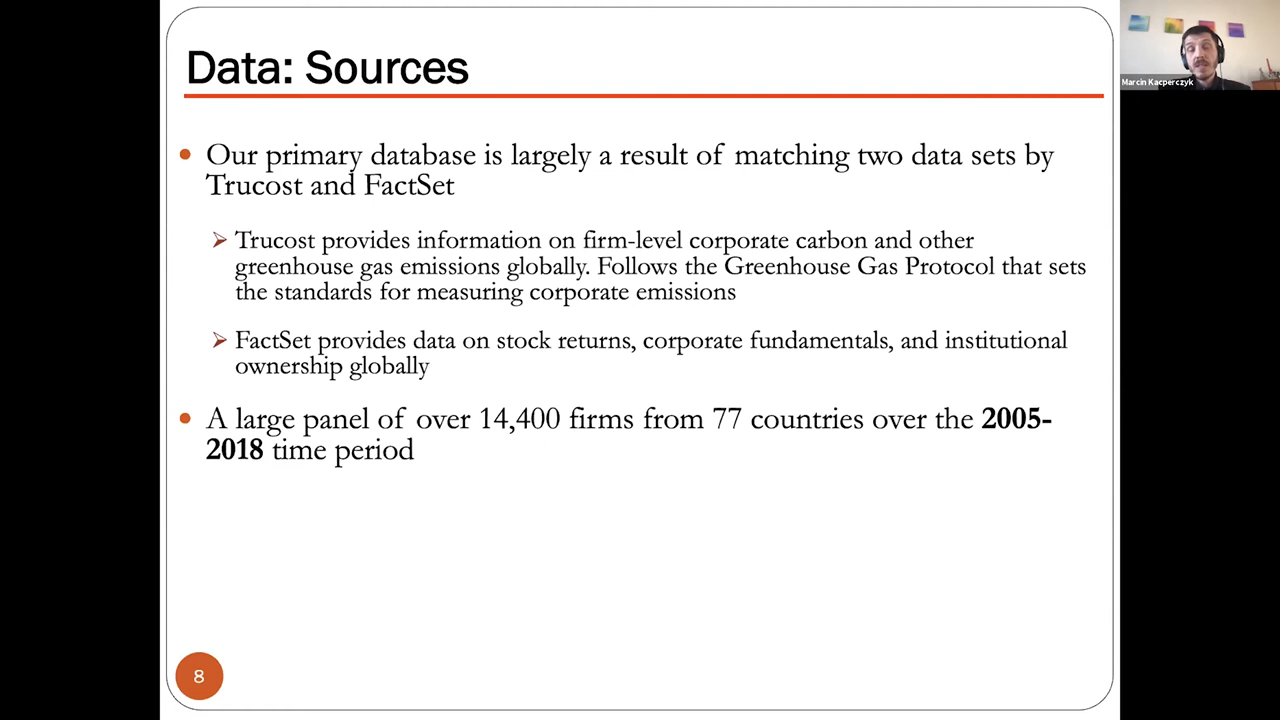 Data: Sources
Our primary database is largely a result of matching two data sets by
Trucost and FactSet
Trucost provides information on firm-level corporate carbon and other
greenhouse gas emissions globally. Follows the Greenhouse Gas Protocol that sets
the standards for measuring corporate emissions
FactSet provides data on stock returns, corporate fundamentals, and institutional
ownership globally
A large panel of over 14,400 firms from 77 countries over the 2005-
2018 time period
8
Marcin Kacperczyk